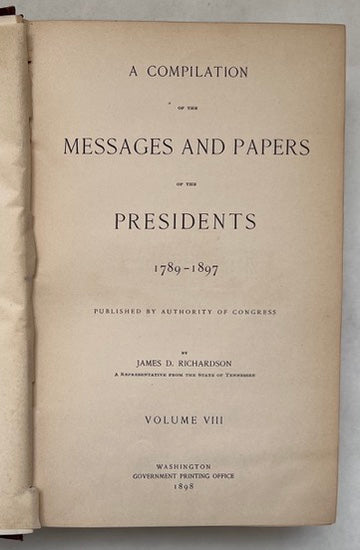 A COMPILATION
OF THE
MESSAGES AND PAPERS
OF THE
PRESIDENTS
1789-1897
PUBLISHED BY AUTHORITY OF CONGRESS
BY
JAMES D. RICHARDSON
A REPRESENTATIVE FROM THE STATE OF TENNESSEE
VOLUME VIII
WASHINGTON
GOVERNMENT PRINTING OFFICE
1898